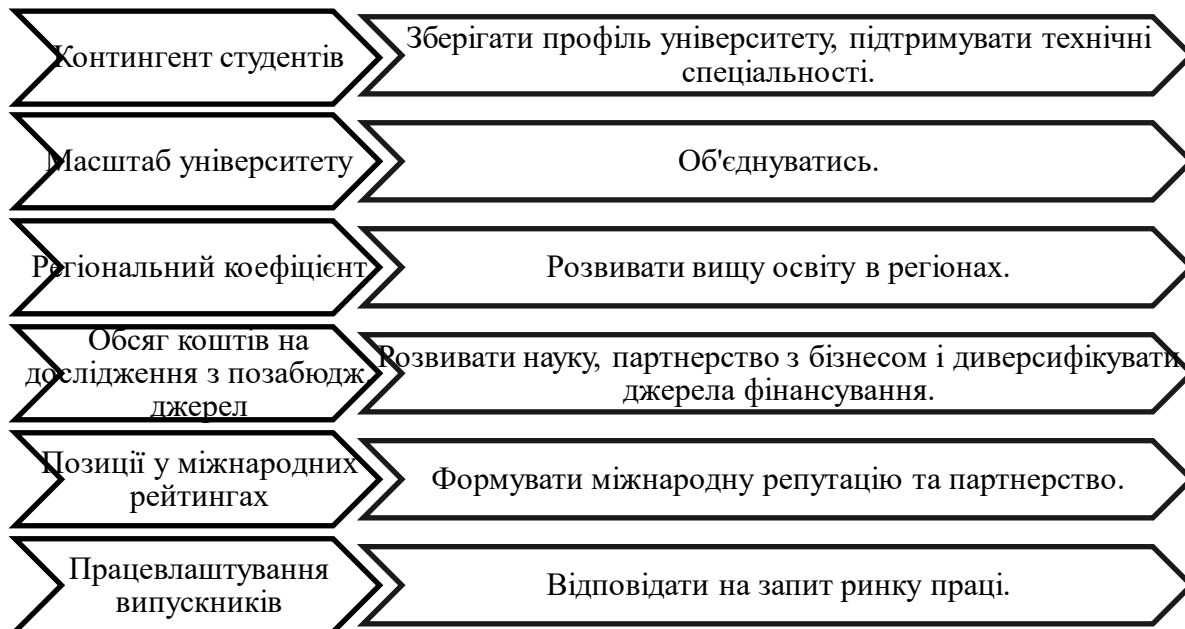 Контингент студентів
Зберігати профіль університету, підтримувати технічні
спеціальності.
Масштаб університету
Об'єднуватись.
Регіональний коефіцієнт
Розвивати вищу освіту в регіонах.
Обсяг коштів на
дослідження з позабюдж.
джерел
Розвивати науку, партнерство з бізнесом і диверсифікувати
джерела фінансування.
Позиції у міжнародних
рейтингах
Формувати міжнародну репутацію та партнерство.
Працевлаштування
випускників
Відповідати на запит ринку праці.